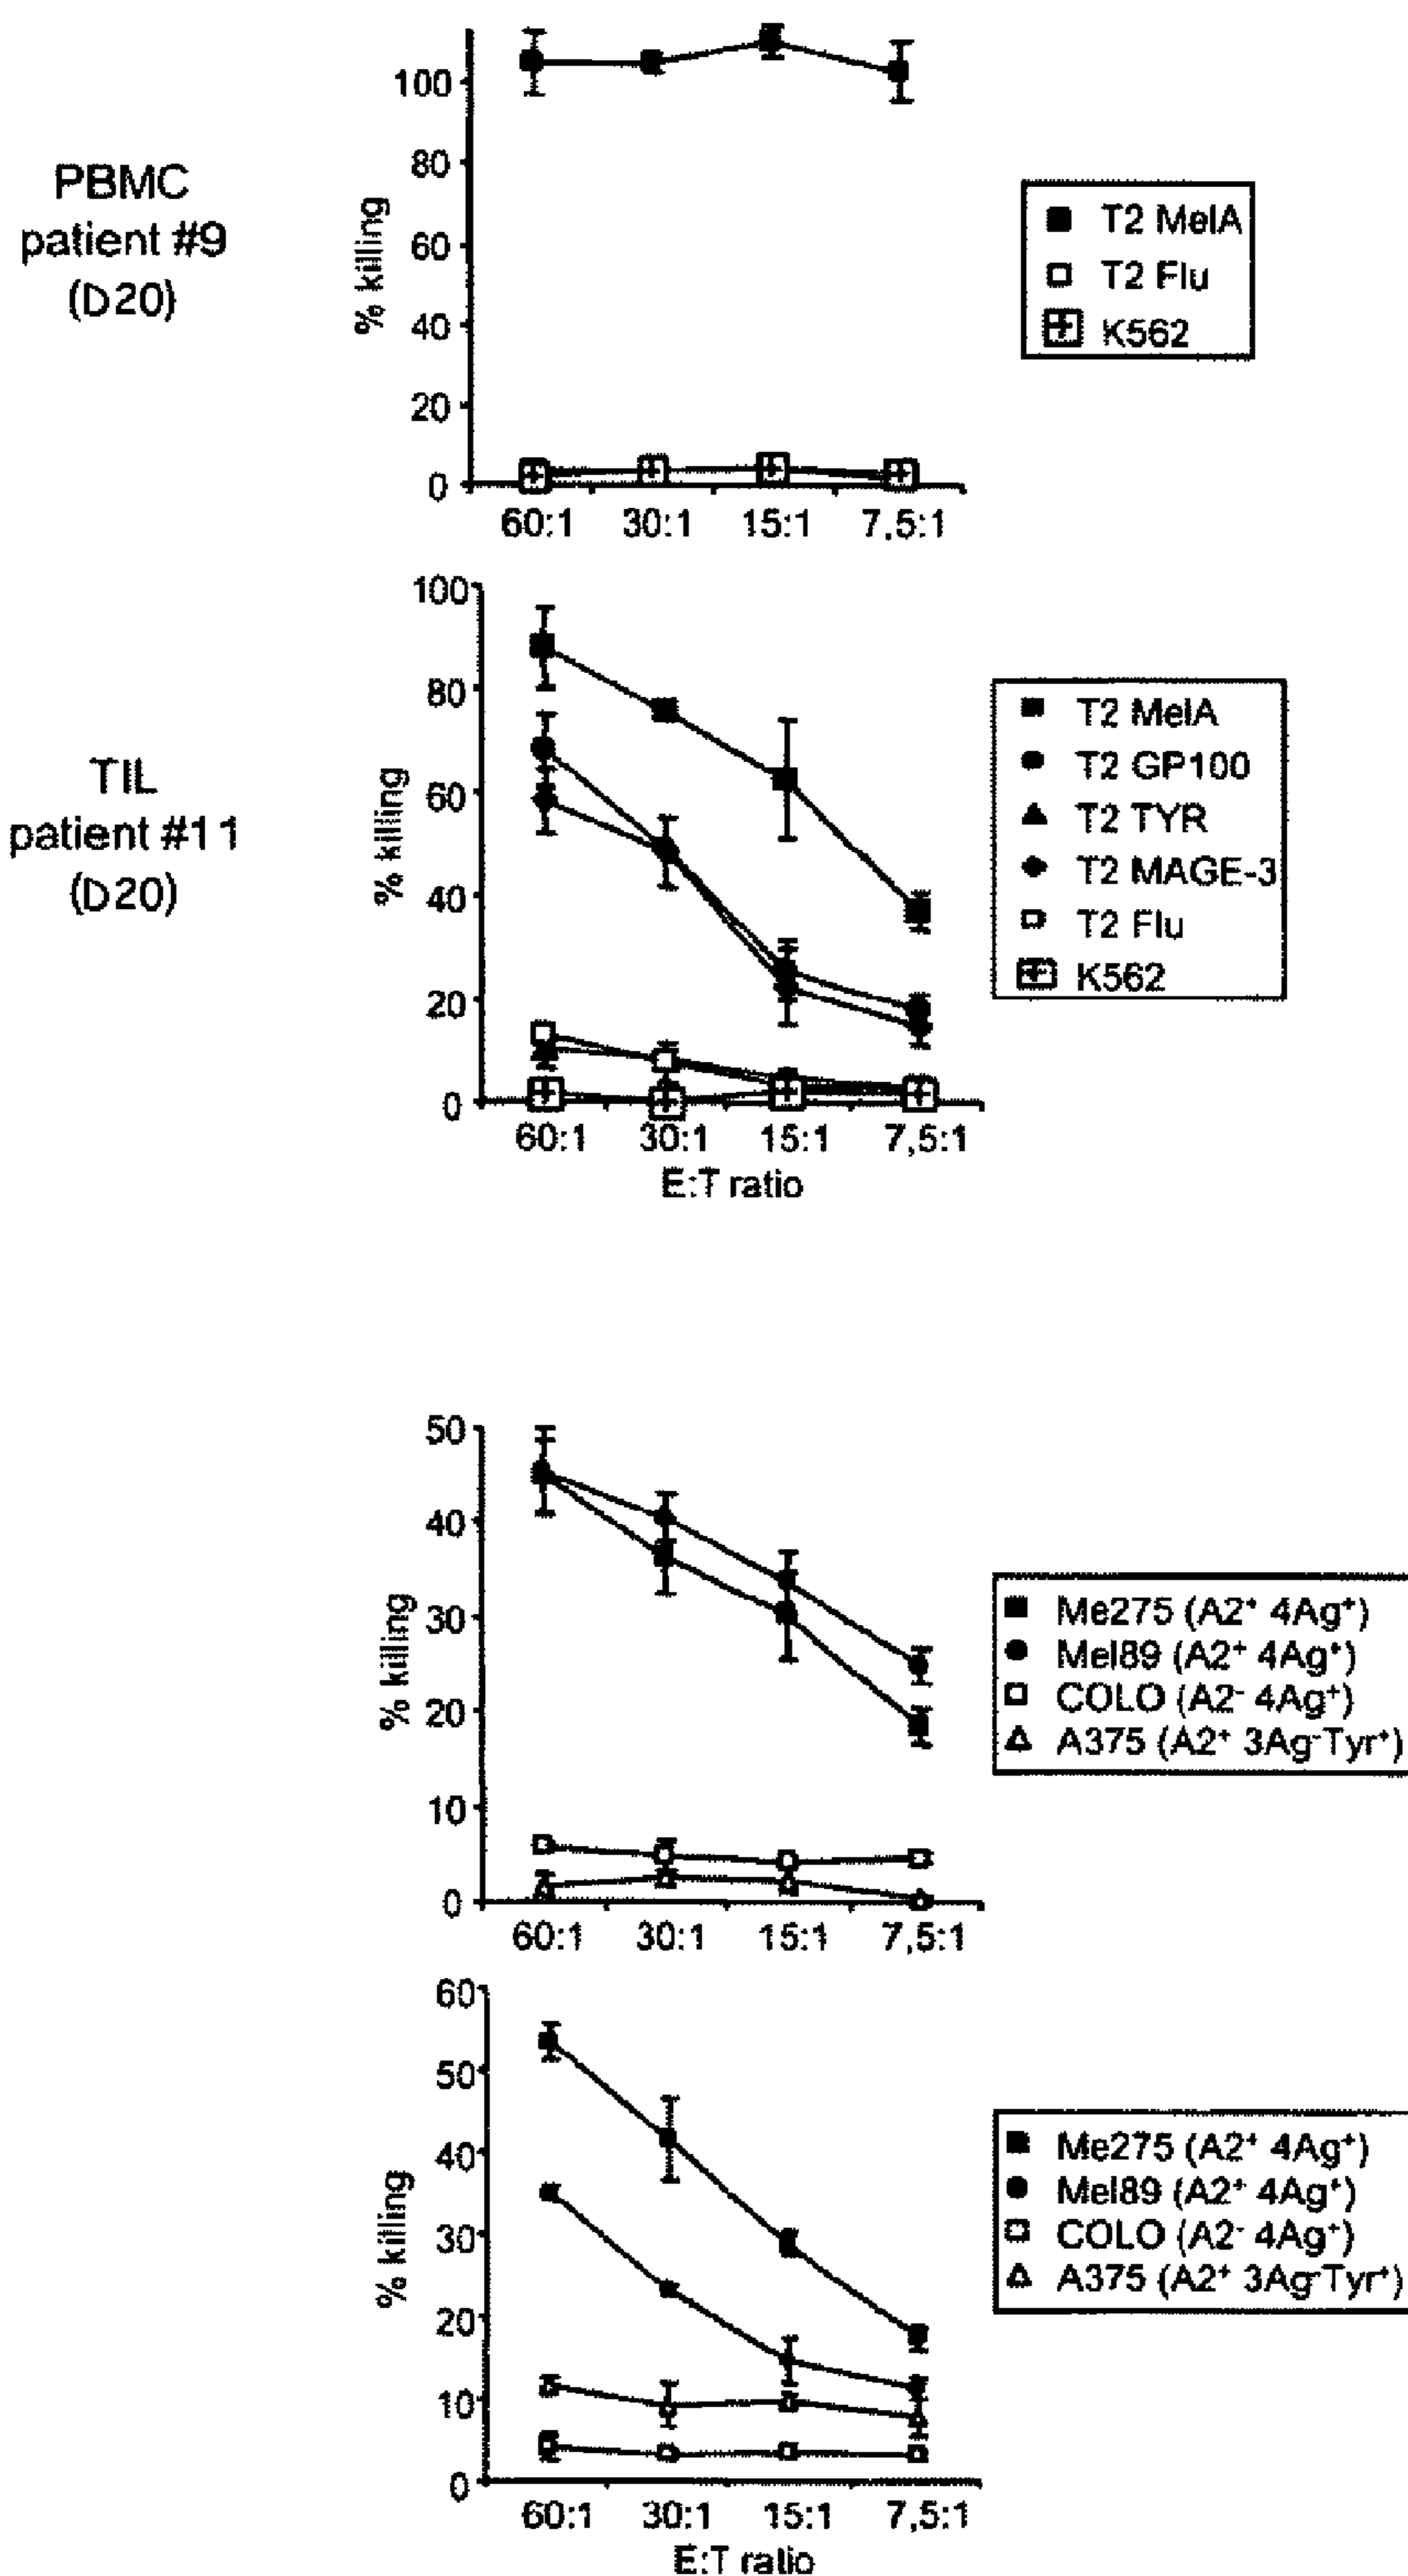 PBMC
patient #9
(D20)
% killing
100
80
60
40
20
0
60:1 30:1 15:1 7,5:1
T2 MelA
T2 Flu
K562
TIL
patient #11
(D20)
% killing
100
80
60
40
20
0
60:1 30:1 15:1 7,5:1
E:T ratio
T2 MelA
T2 GP100
T2 TYR
T2 MAGE-3
T2 Flu
K562
% killing
50
40
30
20
10
0
60:1 30:1 15:1 7,5:1
Me275 (A2⁺ 4Ag⁺)
Mel89 (A2⁺ 4Ag⁺)
COLO (A2⁻ 4Ag⁺)
A375 (A2⁺ 3Ag⁻Tyr⁺)
% killing
60
50
40
30
20
10
0
60:1 30:1 15:1 7,5:1
E:T ratio
Me275 (A2⁺ 4Ag⁺)
Mel89 (A2⁺ 4Ag⁺)
COLO (A2⁻ 4Ag⁺)
A375 (A2⁺ 3Ag⁻Tyr⁺)